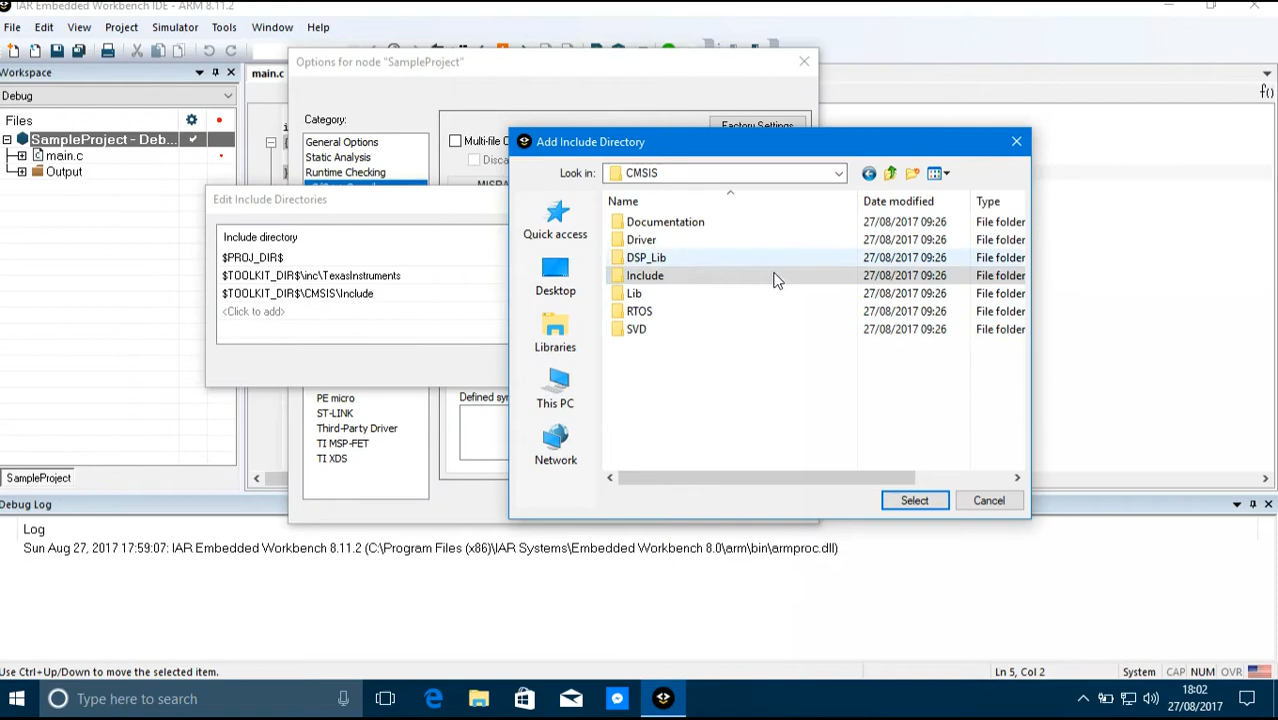 IAR Embedded Workbench IDE - ARM 8.11.2
File Edit View Project Simulator Tools Window Help
Workspace
Debug
Files
SampleProject - Deb...
main.c
Output
SampleProject
main.c
f()
Options for node "SampleProject"
Category:
General Options
Static Analysis
Runtime Checking
Multi-file
Factory Settings
PE micro
ST-LINK
Third-Party Driver
TI MSP-FET
TI XDS
Edit Include Directories
Include directory
$PROJ_DIR$
$TOOLKIT_DIR$\inc\TexasInstruments
$TOOLKIT_DIR$\CMSIS\Include
<Click to add>
Add Include Directory
Look in: CMSIS
Quick access
Desktop
Libraries
This PC
Network
Name Date modified Type
Documentation 27/08/2017 09:26 File folder
Driver 27/08/2017 09:26 File folder
DSP_Lib 27/08/2017 09:26 File folder
Include 27/08/2017 09:26 File folder
Lib 27/08/2017 09:26 File folder
RTOS 27/08/2017 09:26 File folder
SVD 27/08/2017 09:26 File folder
Select Cancel
Debug Log
Log
Sun Aug 27, 2017 17:59:07: IAR Embedded Workbench 8.11.2 (C:\Program Files (x86)\IAR Systems\Embedded Workbench 8.0\arm\bin\armproc.dll)
Use Ctrl+Up/Down to move the selected item.
Ln 5, Col 2 System CAP NUM OVR
Type here to search
18:02
27/08/2017